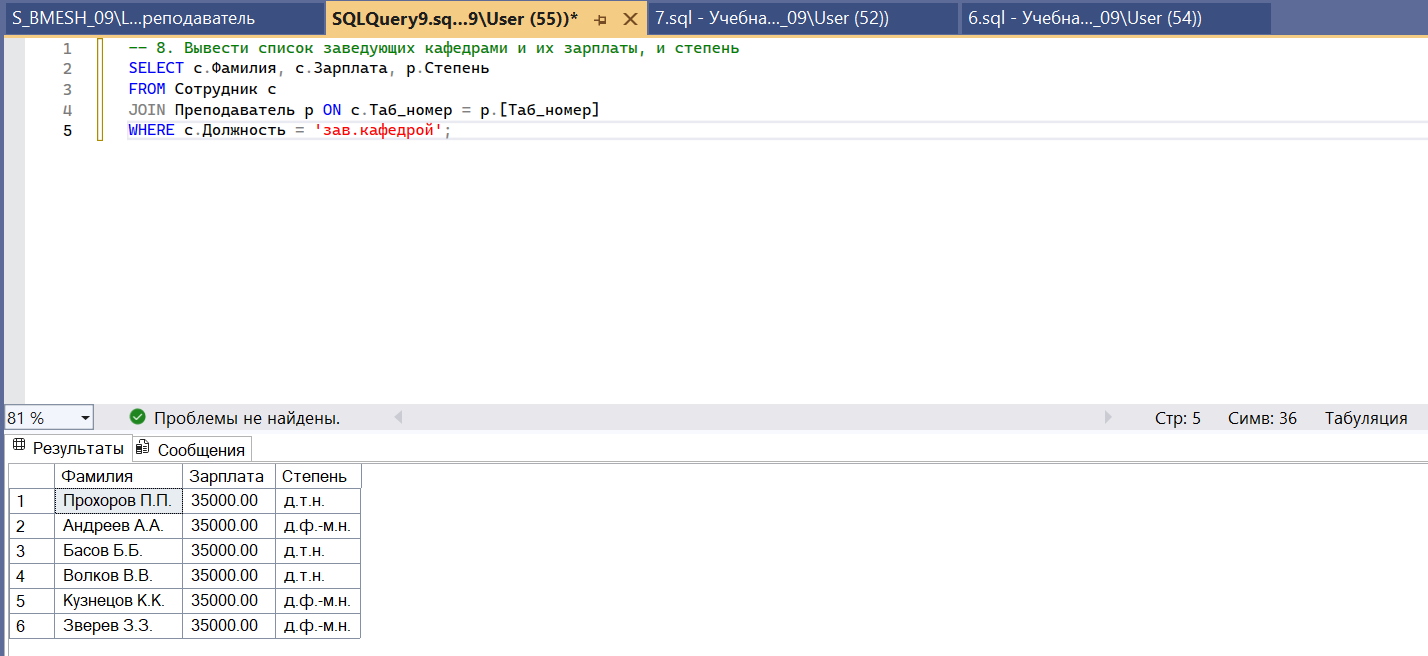 S_BMESH_09\L...реподаватель SQLQuery9.sq...9\User (55))* 7.sql - Учебна..._09\User (52)) 6.sql - Учебна..._09\User (54))
1 -- 8. Вывести список заведующих кафедрами и их зарплаты, и степень
2 SELECT с.Фамилия, с.Зарплата, р.Степень
3 FROM Сотрудник с
4 JOIN Преподаватель р ON с.Таб_номер = р.[Таб_номер]
5 WHERE с.Должность = 'зав.кафедрой';
81 % Проблемы не найдены. Стр: 5 Симв: 36 Табуляция
Результаты Сообщения
Фамилия Зарплата Степень
1 Прохоров П.П. 35000.00 д.т.н.
2 Андреев А.А. 35000.00 д.ф.-м.н.
3 Басов Б.Б. 35000.00 д.т.н.
4 Волков В.В. 35000.00 д.т.н.
5 Кузнецов К.К. 35000.00 д.ф.-м.н.
6 Зверев З.З. 35000.00 д.ф.-м.н.